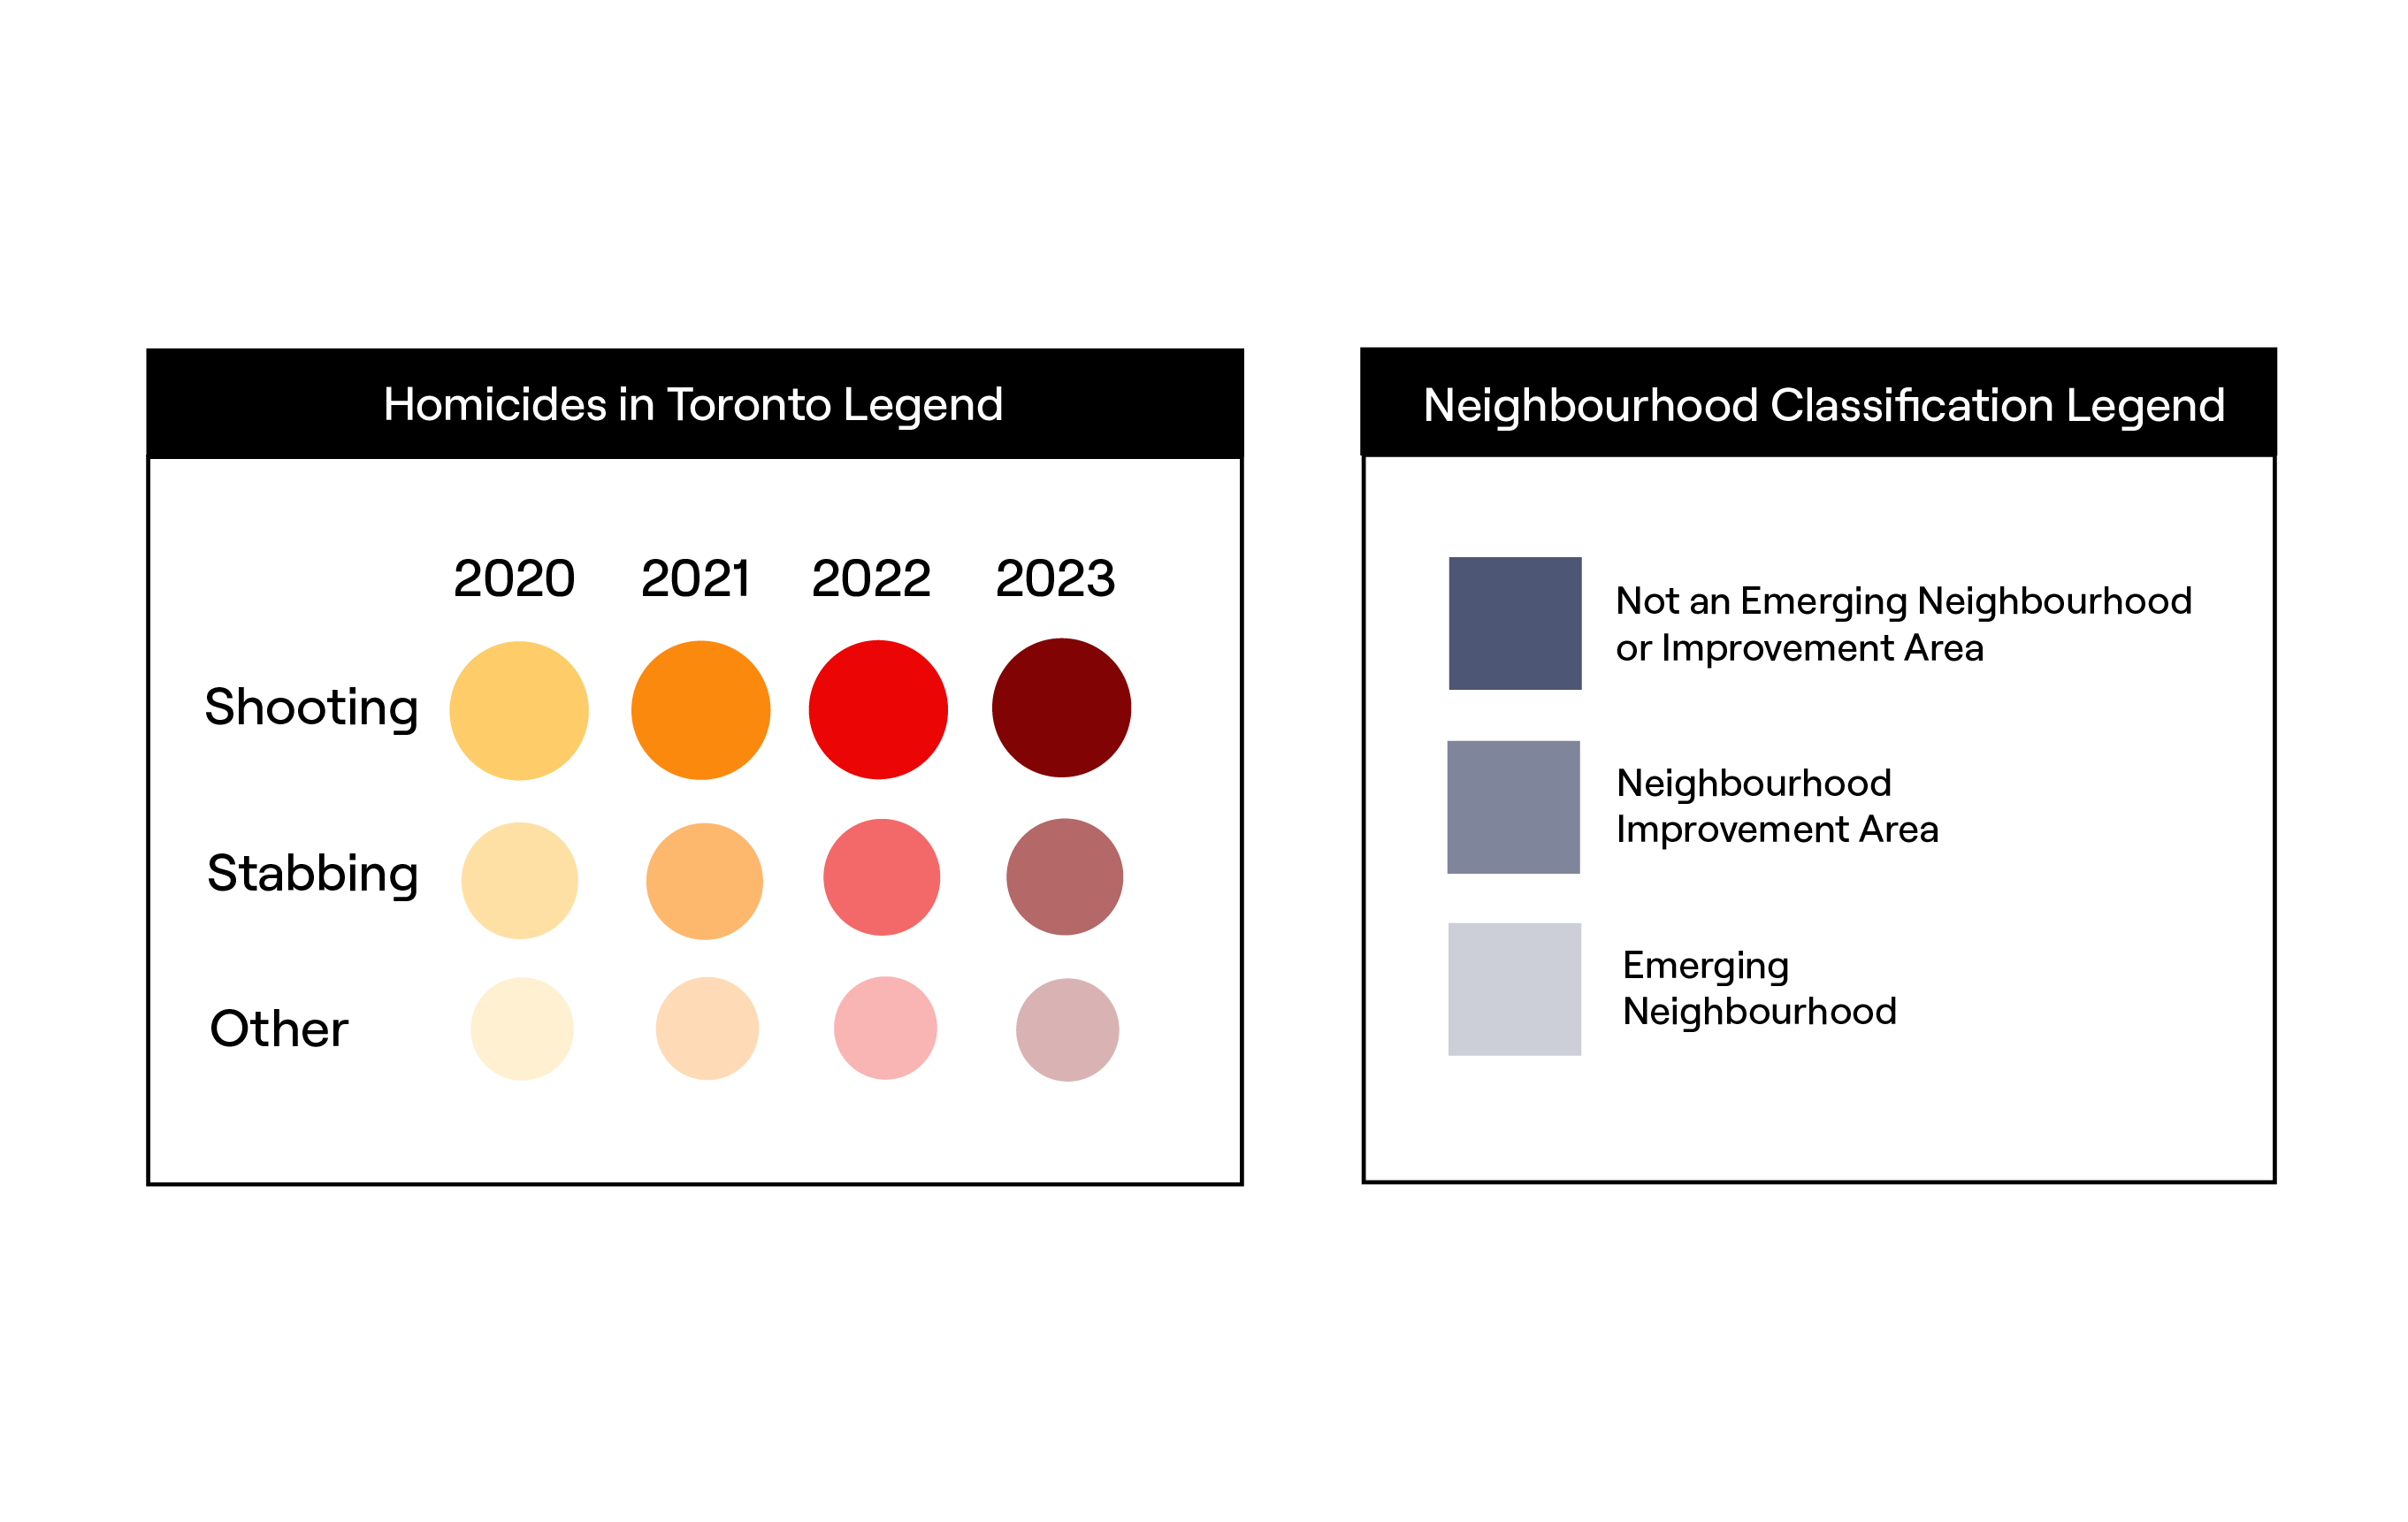 Homicides in Toronto Legend
2020 2021 2022 2023
Shooting
Stabbing
Other
Neighbourhood Classification Legend
Not an Emerging Neighbourhood
or Improvement Area
Neighbourhood
Improvement Area
Emerging
Neighbourhood